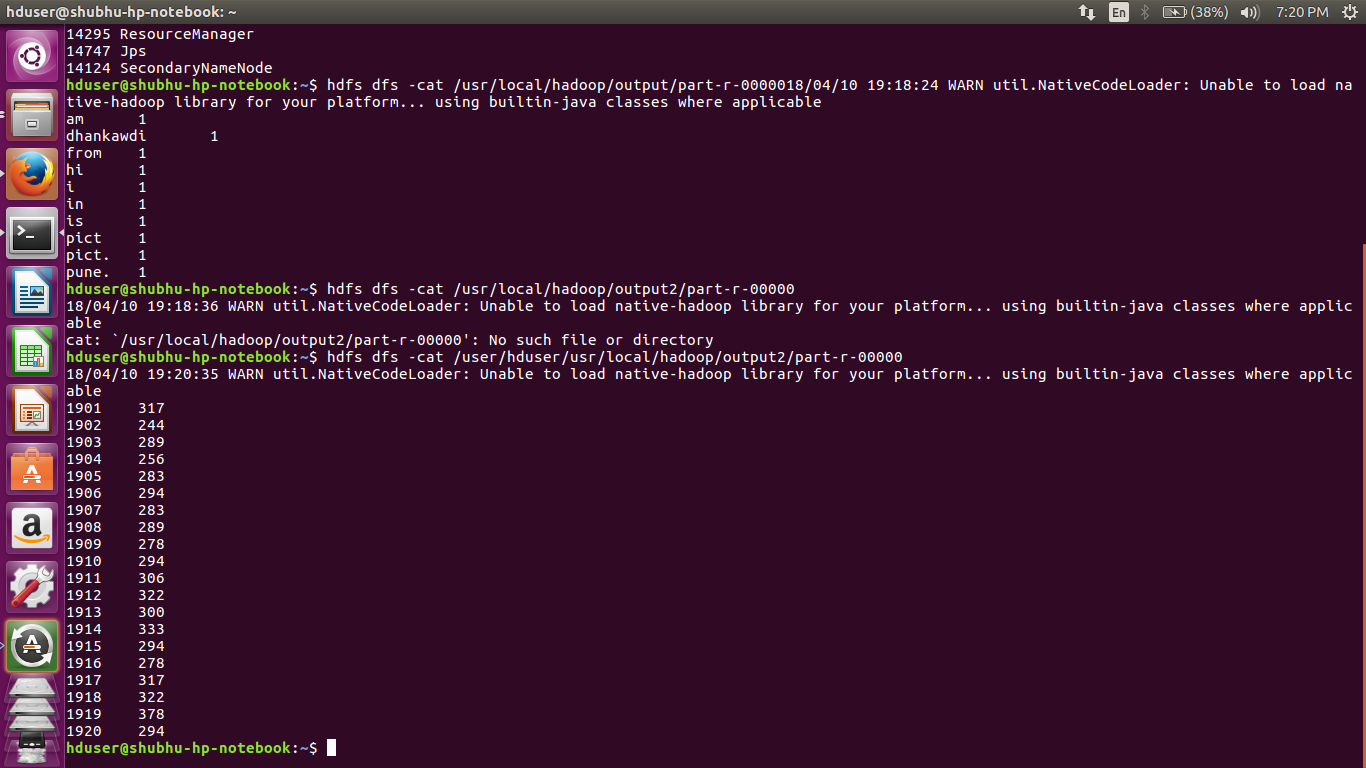 hduser@shubhu-hp-notebook: ~ En (38%) 7:20 PM
14295 ResourceManager
14747 Jps
14124 SecondaryNameNode
hduser@shubhu-hp-notebook:~$ hdfs dfs -cat /usr/local/hadoop/output/part-r-0000018/04/10 19:18:24 WARN util.NativeCodeLoader: Unable to load na
tive-hadoop library for your platform... using builtin-java classes where applicable
am 1
dhankawdi 1
from 1
hi 1
i 1
in 1
is 1
pict 1
pict. 1
pune. 1
hduser@shubhu-hp-notebook:~$ hdfs dfs -cat /usr/local/hadoop/output2/part-r-00000
18/04/10 19:18:36 WARN util.NativeCodeLoader: Unable to load native-hadoop library for your platform... using builtin-java classes where applic
able
cat: `/usr/local/hadoop/output2/part-r-00000': No such file or directory
hduser@shubhu-hp-notebook:~$ hdfs dfs -cat /user/hduser/usr/local/hadoop/output2/part-r-00000
18/04/10 19:20:35 WARN util.NativeCodeLoader: Unable to load native-hadoop library for your platform... using builtin-java classes where applic
able
1901 317
1902 244
1903 289
1904 256
1905 283
1906 294
1907 283
1908 289
1909 278
1910 294
1911 306
1912 322
1913 300
1914 333
1915 294
1916 278
1917 317
1918 322
1919 378
1920 294
hduser@shubhu-hp-notebook:~$